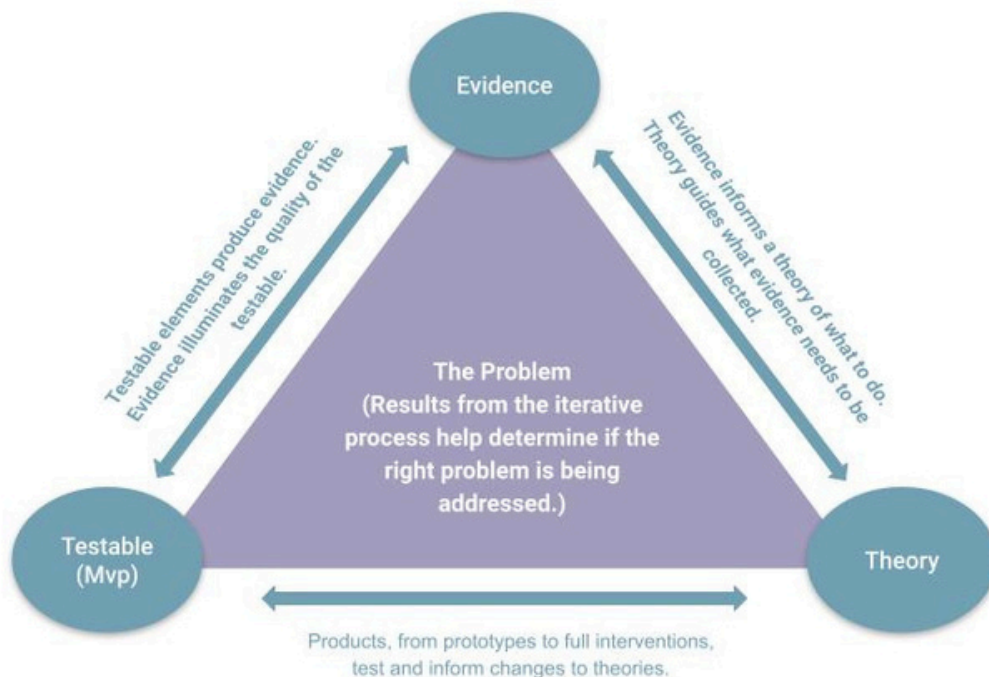 Evidence
Testable elements produce evidence.
Evidence illuminates the quality of the
testable.
Evidence informs a theory of what to do.
Theory guides what evidence needs to be
collected.
The Problem
(Results from the iterative
process help determine if the
right problem is being
addressed.)
Testable
(Mvp)
Theory
Products, from prototypes to full interventions,
test and inform changes to theories.